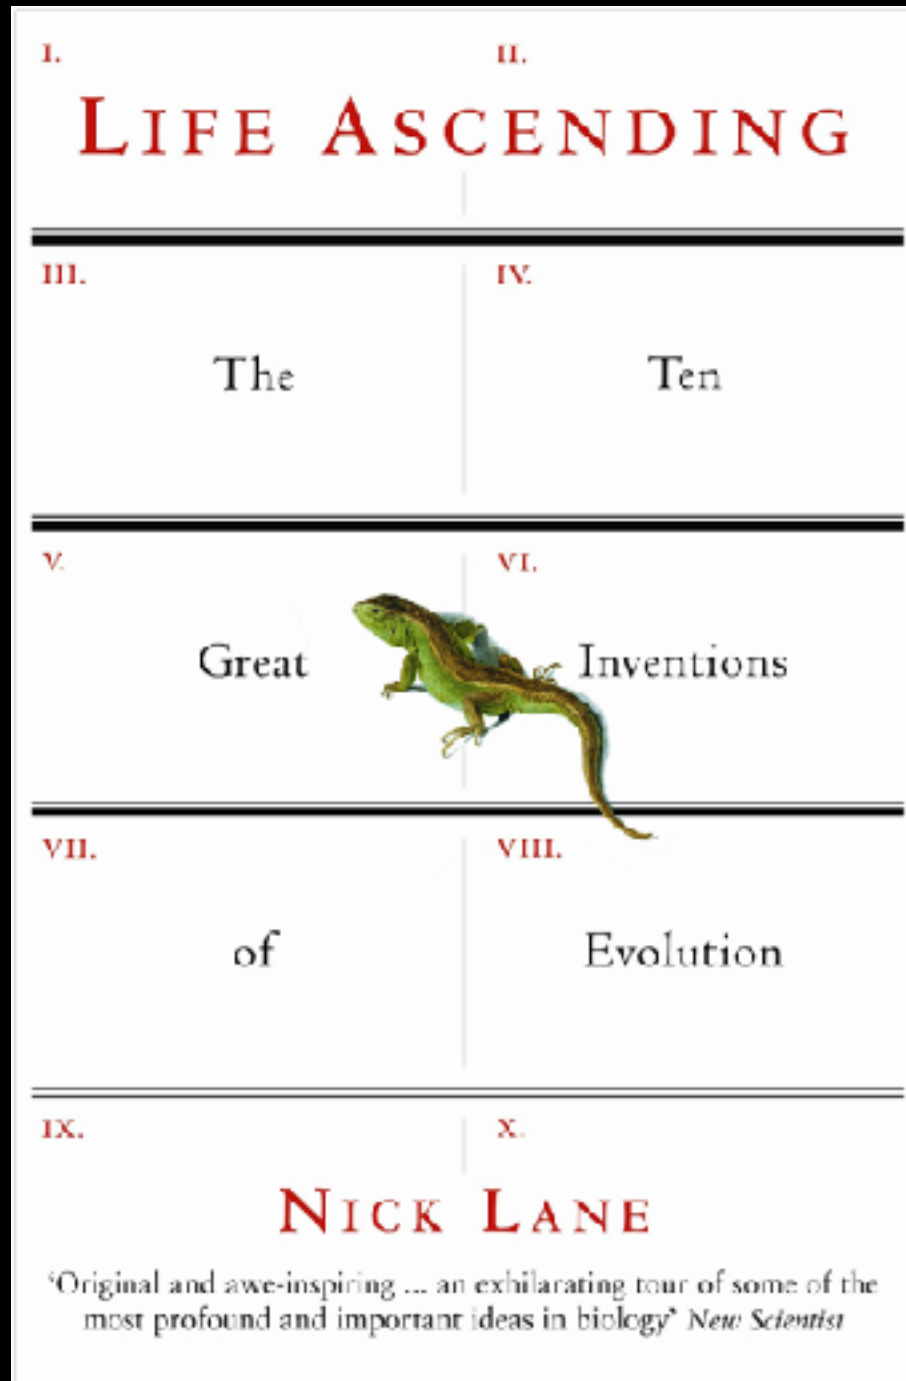 I. II.
LIFE ASCENDING
III. IV.
The Ten
V. VI.
Great Inventions
VII. VIII.
of Evolution
IX. X.
NICK LANE
‘Original and awe-inspiring ... an exhilarating tour of some of the
most profound and important ideas in biology’ New Scientist